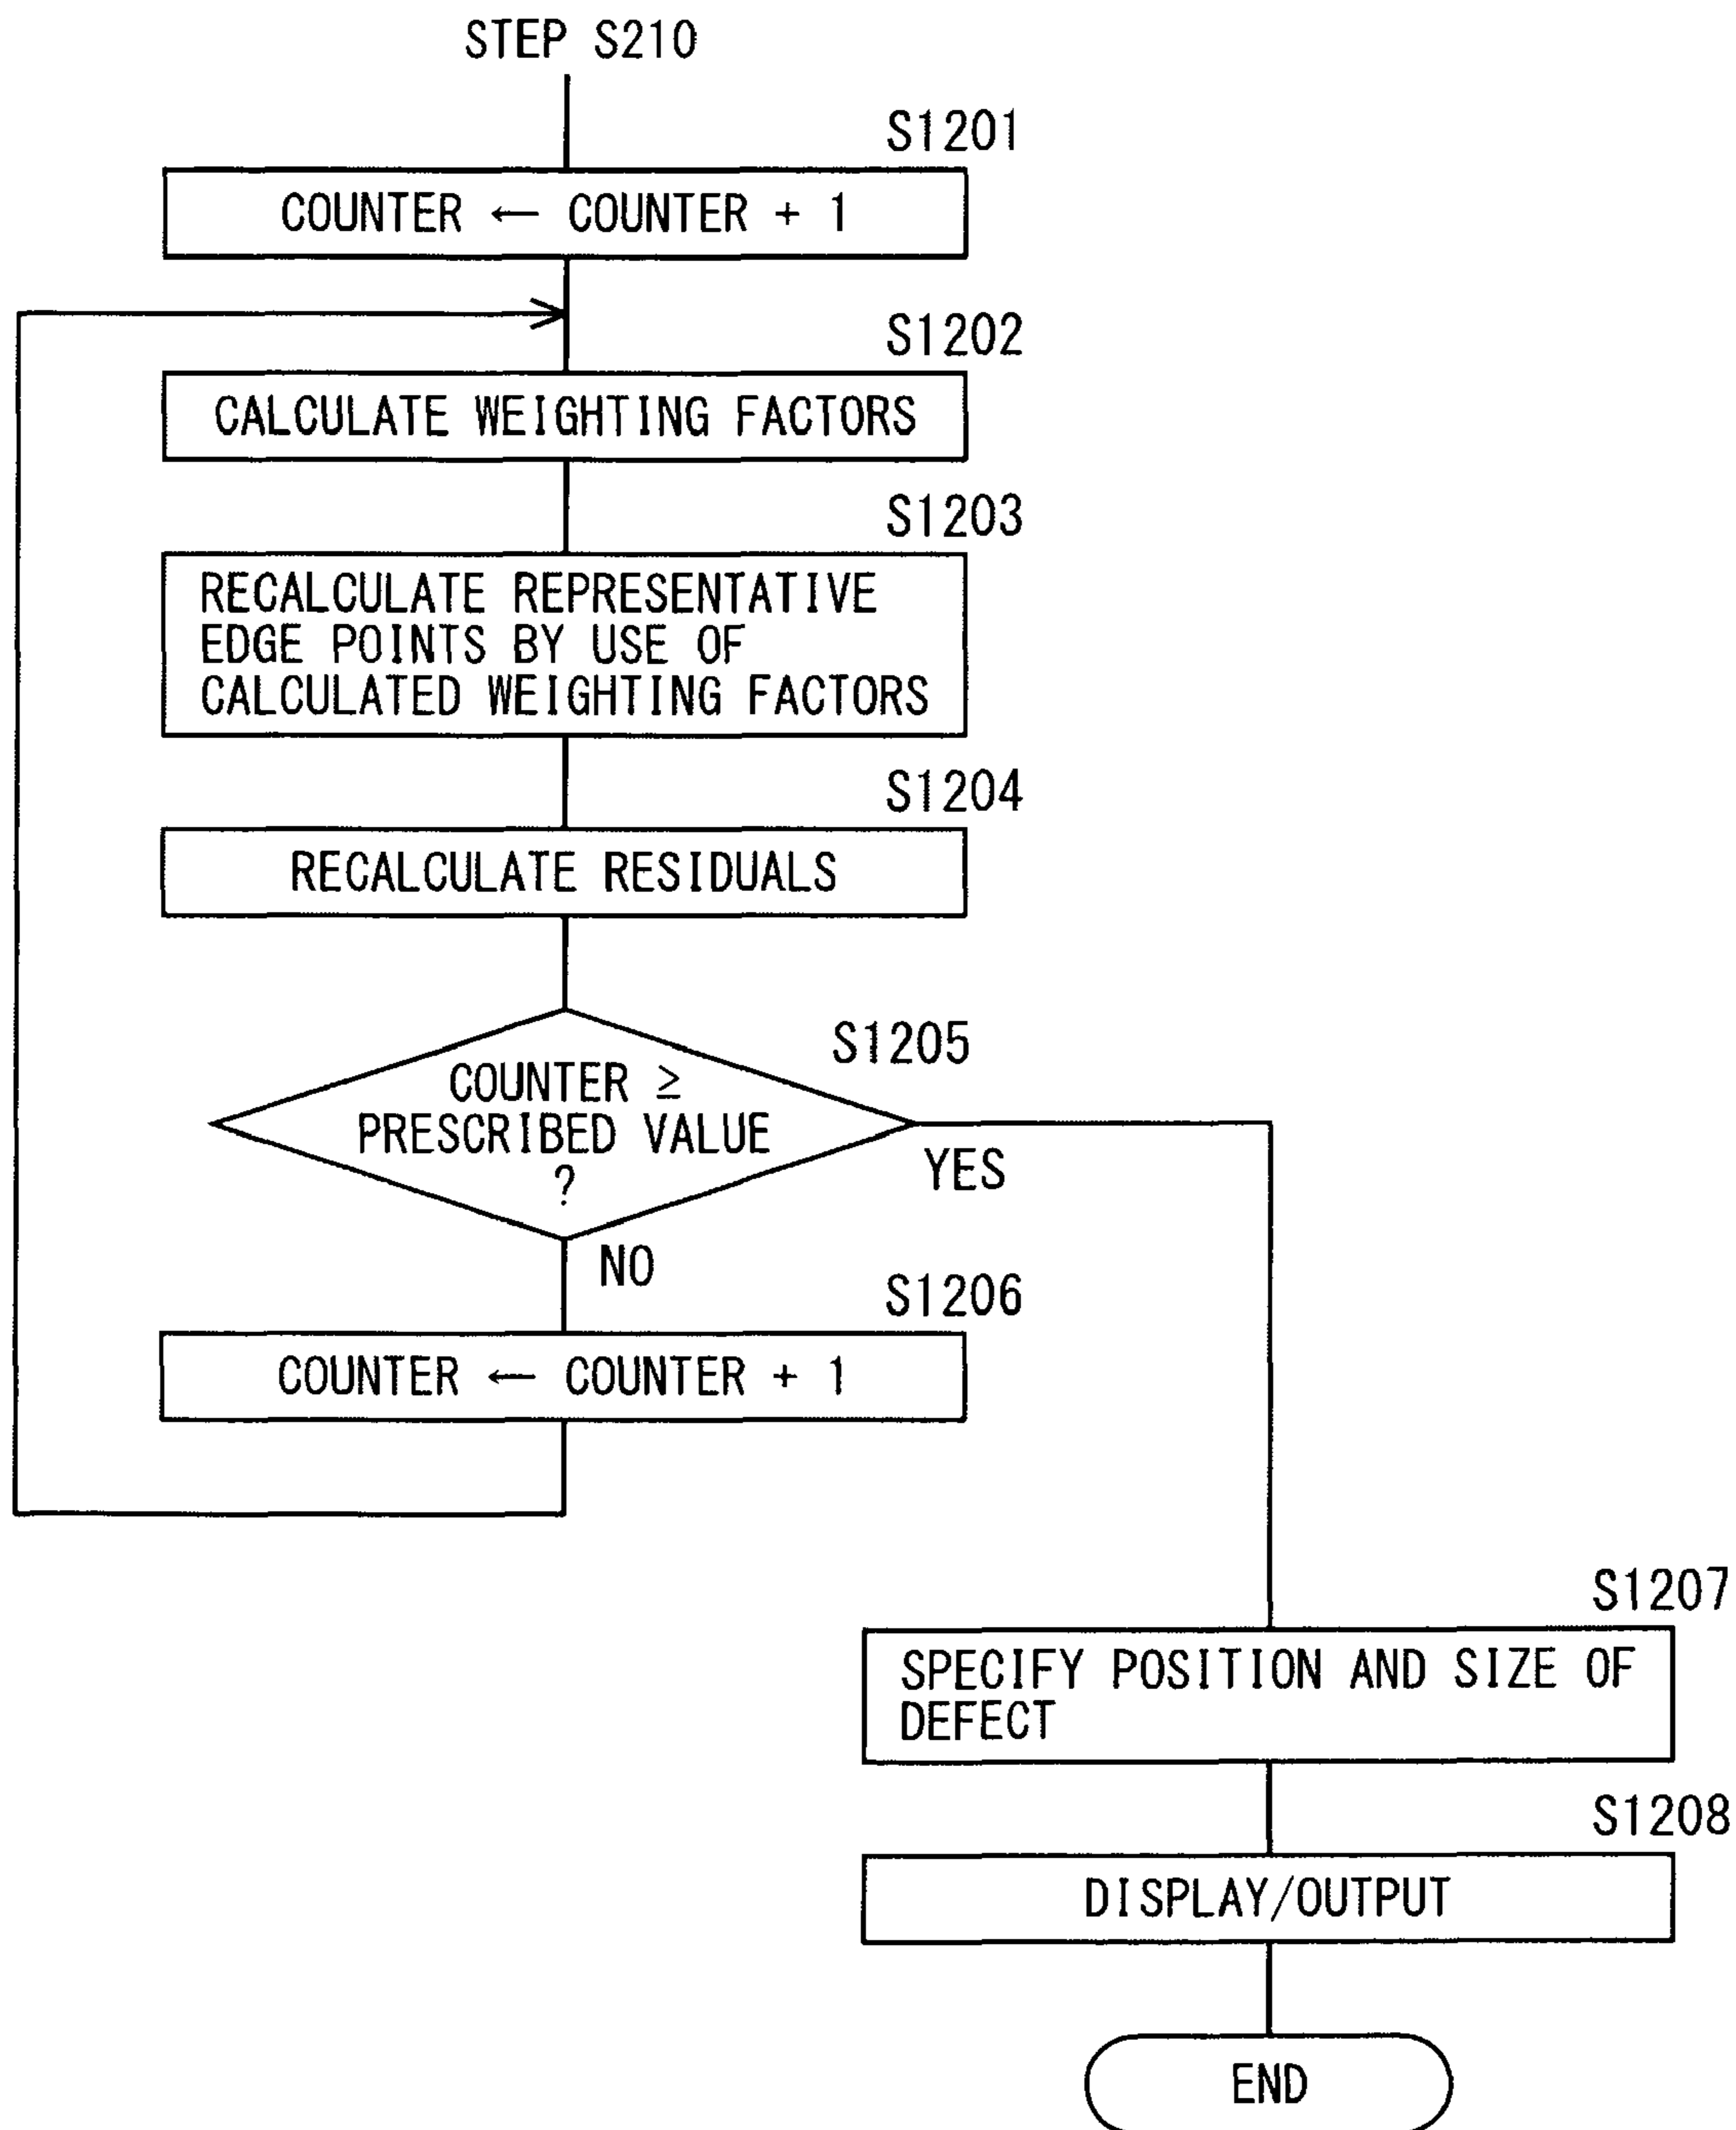 STEP S210
S1201
COUNTER ← COUNTER + 1
S1202
CALCULATE WEIGHTING FACTORS
S1203
RECALCULATE REPRESENTATIVE
EDGE POINTS BY USE OF
CALCULATED WEIGHTING FACTORS
S1204
RECALCULATE RESIDUALS
S1205
COUNTER ≥
PRESCRIBED VALUE
?
YES
NO
S1206
COUNTER ← COUNTER + 1
S1207
SPECIFY POSITION AND SIZE OF
DEFECT
S1208
DISPLAY/OUTPUT
END